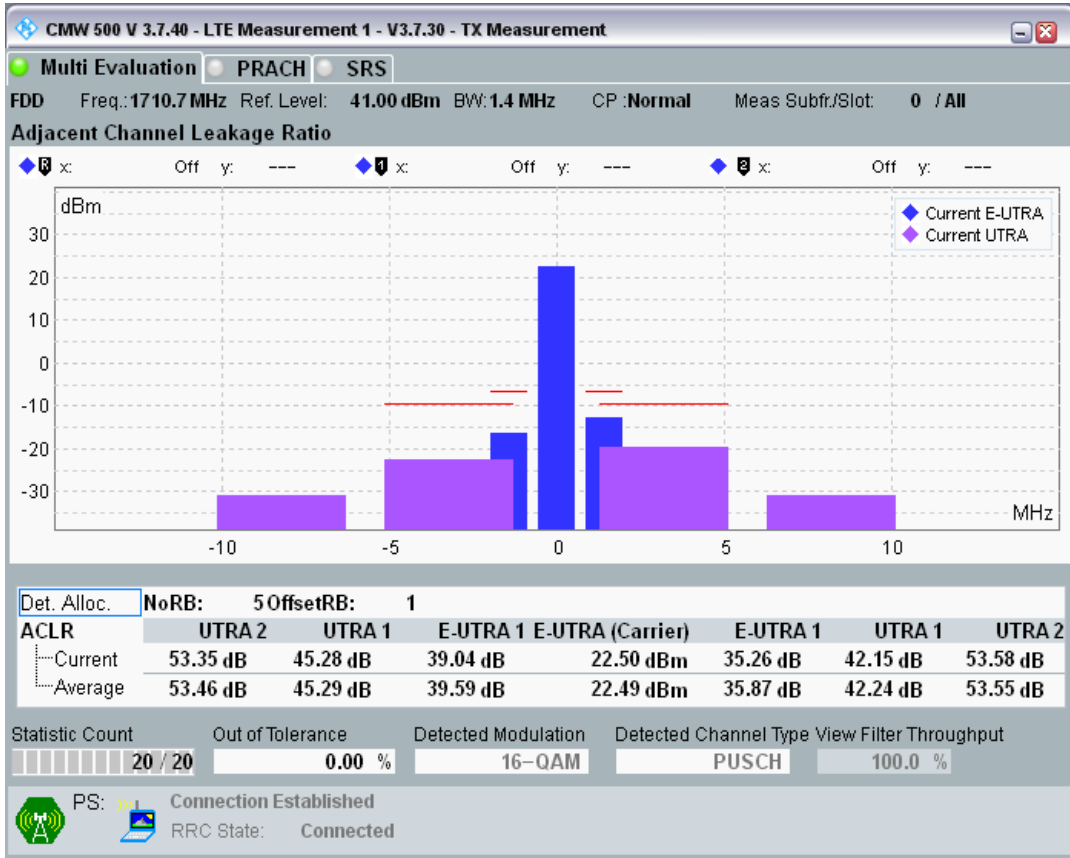 CMW 500 V 3.7.40 - LTE Measurement 1 - V3.7.30 - TX Measurement
Multi Evaluation PRACH SRS
FDD Freq.:1710.7 MHz Ref. Level: 41.00 dBm BW:1.4 MHz CP :Normal Meas Subfr./Slot: 0 / All
Adjacent Channel Leakage Ratio
R x: Off y: --- 1 x: Off y: --- 2 x: Off y: ---
dBm
Current E-UTRA
Current UTRA
30
20
10
0
-10
-20
-30
MHz
-10 -5 0 5 10
Det. Alloc. NoRB: 5 OffsetRB: 1
ACLR UTRA 2 UTRA 1 E-UTRA 1 E-UTRA (Carrier) E-UTRA 1 UTRA 1 UTRA 2
Current 53.35 dB 45.28 dB 39.04 dB 22.50 dBm 35.26 dB 42.15 dB 53.58 dB
Average 53.46 dB 45.29 dB 39.59 dB 22.49 dBm 35.87 dB 42.24 dB 53.55 dB
Statistic Count Out of Tolerance Detected Modulation Detected Channel Type View Filter Throughput
20 / 20 0.00 % 16-QAM PUSCH 100.0 %
PS: Connection Established
RRC State: Connected